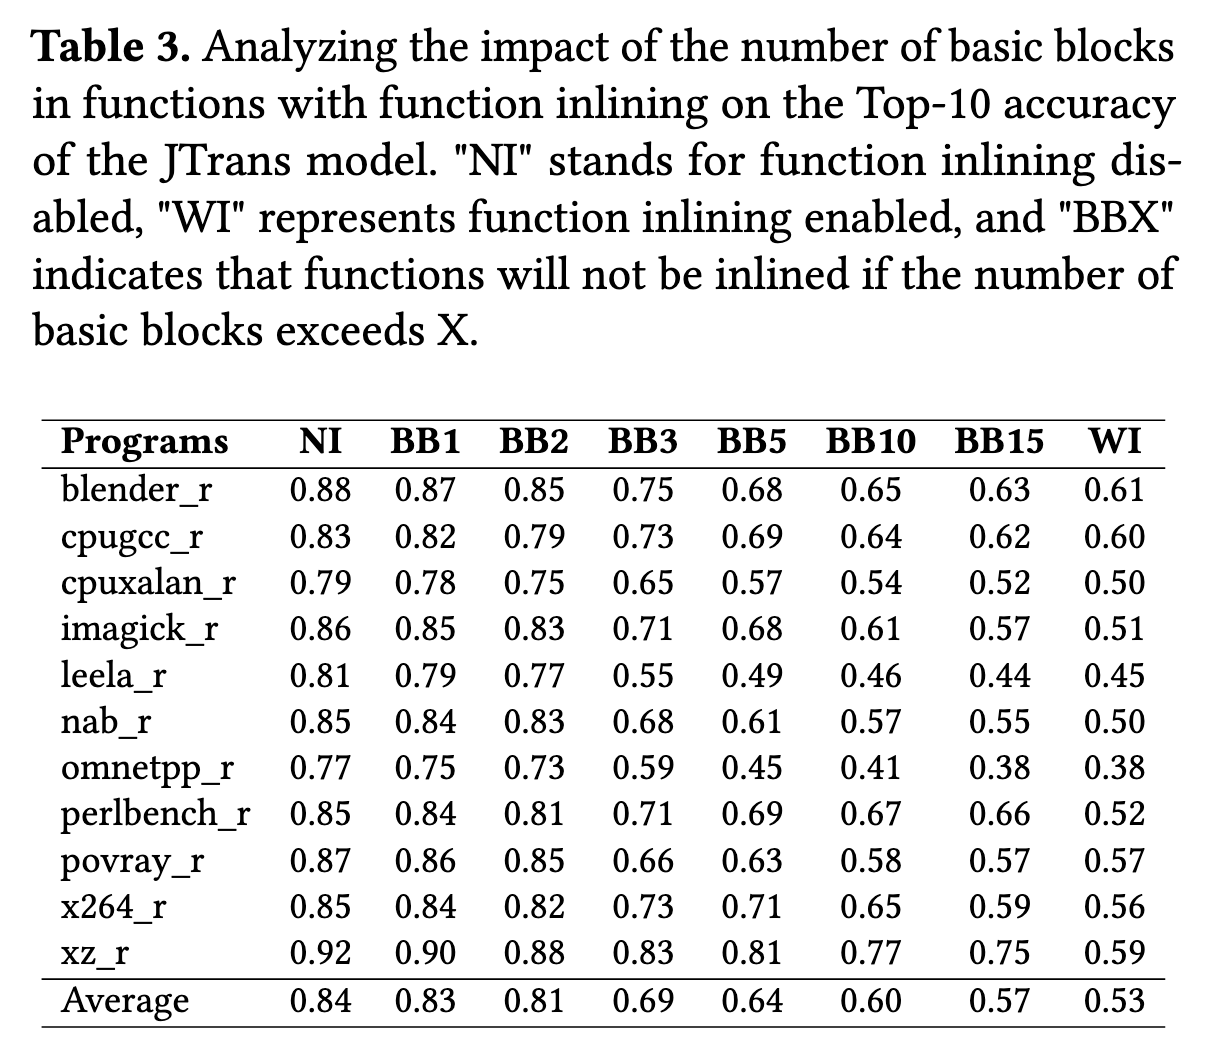 Table 3. Analyzing the impact of the number of basic blocks
in functions with function inlining on the Top-10 accuracy
of the JTrans model. "NI" stands for function inlining dis-
abled, "WI" represents function inlining enabled, and "BBX"
indicates that functions will not be inlined if the number of
basic blocks exceeds X.
Programs NI BB1 BB2 BB3 BB5 BB10 BB15 WI
blender_r 0.88 0.87 0.85 0.75 0.68 0.65 0.63 0.61
cpugcc_r 0.83 0.82 0.79 0.73 0.69 0.64 0.62 0.60
cpuxalan_r 0.79 0.78 0.75 0.65 0.57 0.54 0.52 0.50
imagick_r 0.86 0.85 0.83 0.71 0.68 0.61 0.57 0.51
leela_r 0.81 0.79 0.77 0.55 0.49 0.46 0.44 0.45
nab_r 0.85 0.84 0.83 0.68 0.61 0.57 0.55 0.50
omnetpp_r 0.77 0.75 0.73 0.59 0.45 0.41 0.38 0.38
perlbench_r 0.85 0.84 0.81 0.71 0.69 0.67 0.66 0.52
povray_r 0.87 0.86 0.85 0.66 0.63 0.58 0.57 0.57
x264_r 0.85 0.84 0.82 0.73 0.71 0.65 0.59 0.56
xz_r 0.92 0.90 0.88 0.83 0.81 0.77 0.75 0.59
Average 0.84 0.83 0.81 0.69 0.64 0.60 0.57 0.53